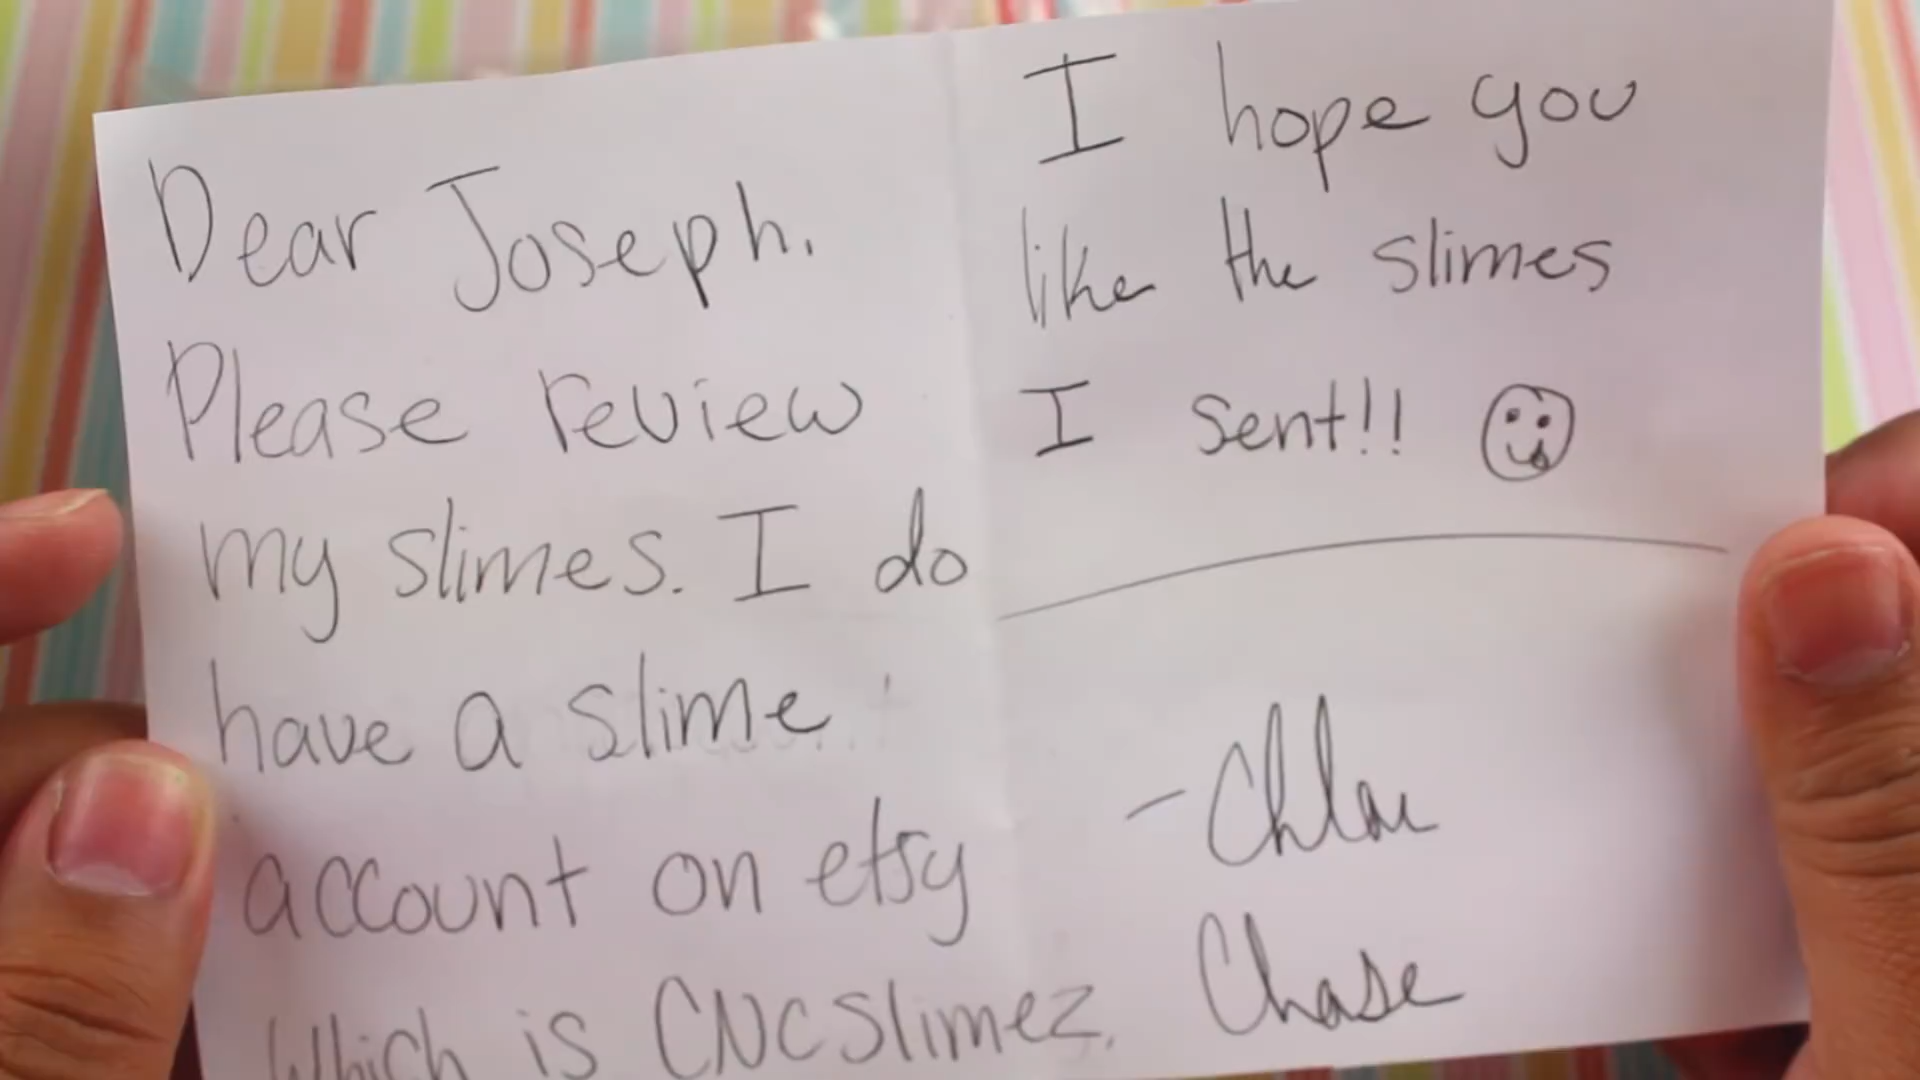 Dear Joseph.
Please review
my slimes. I do
have a slime
account on etsy
Which is CNCSlimez.
I hope you
like the slimes
I sent!!
-Chloe
Chase